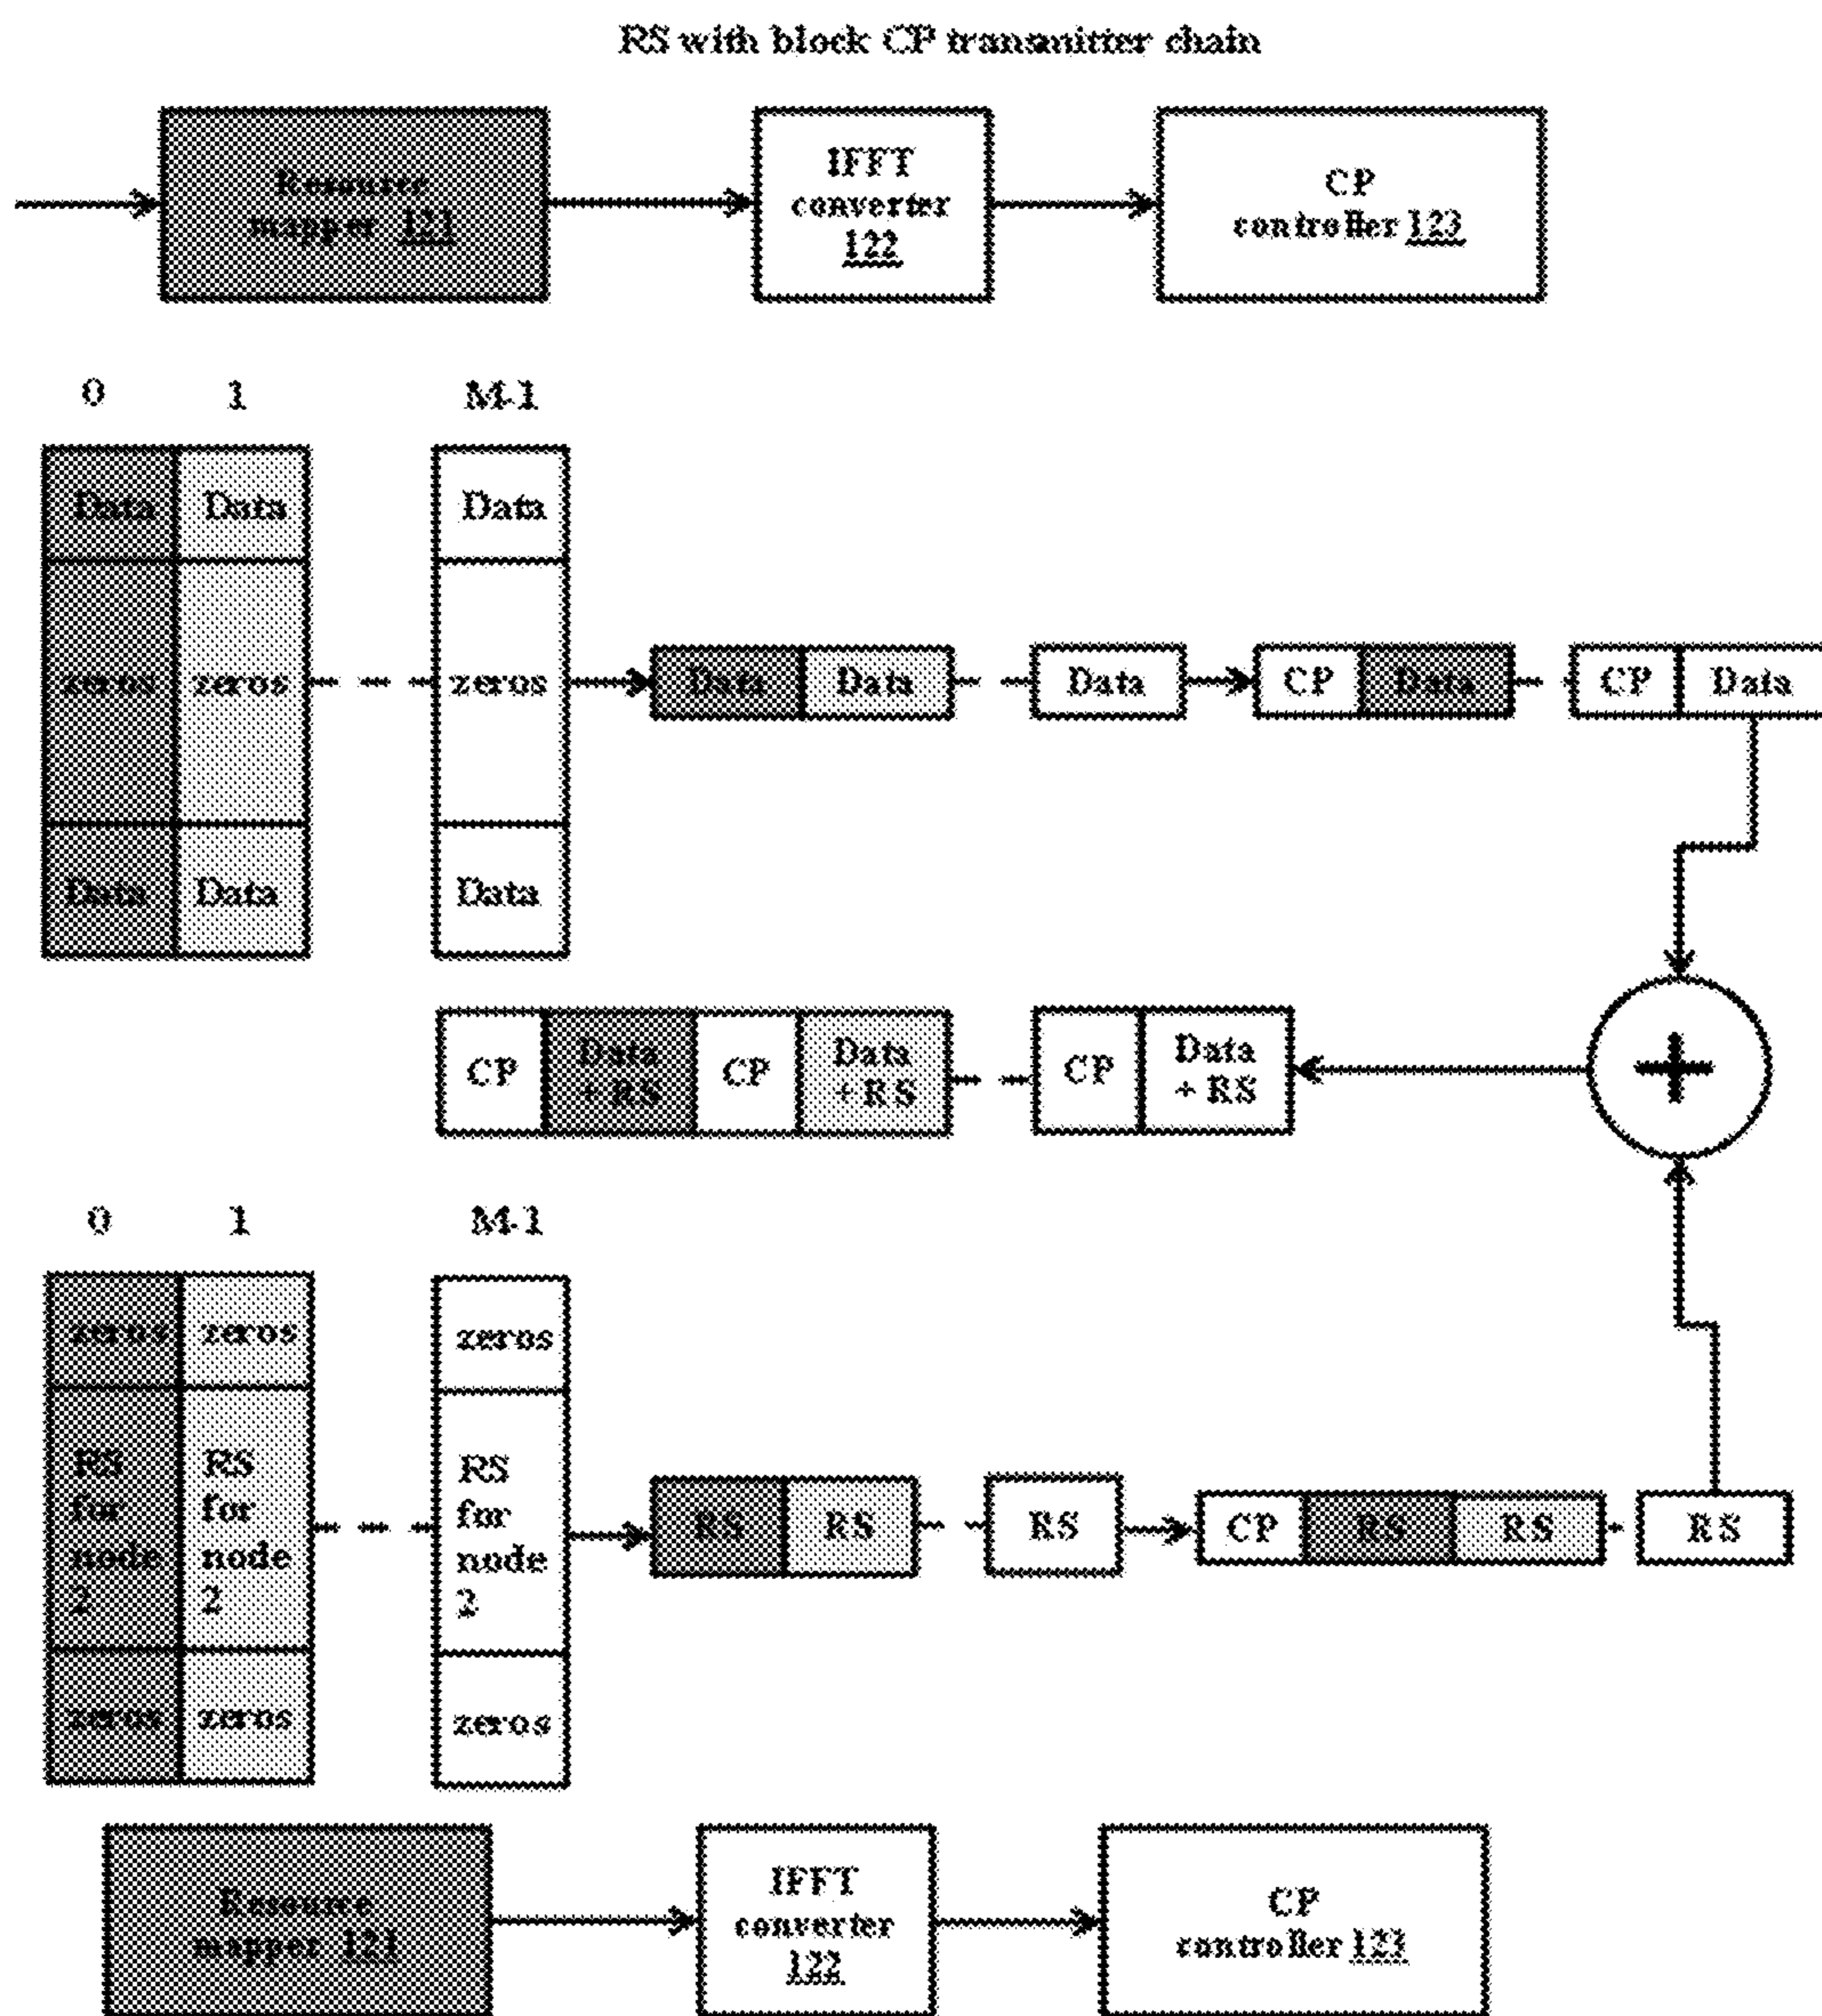 RS with block CP transmitter chain
Resource
mapper 121
IFFT
converter
122
CP
controller 123
0 1 M-1
Data Data Data
zeros zeros zeros
Data Data Data CP Data CP Data
Data Data Data
CP Data
+ RS CP Data
+ RS CP Data
+ RS
+
0 1 M-1
zeros zeros zeros
RS
for
node
2
RS
for
node
2
RS
for
node
2
RS RS RS CP RS RS RS
zeros zeros zeros
Resource
mapper 121
IFFT
converter
122
CP
controller 123